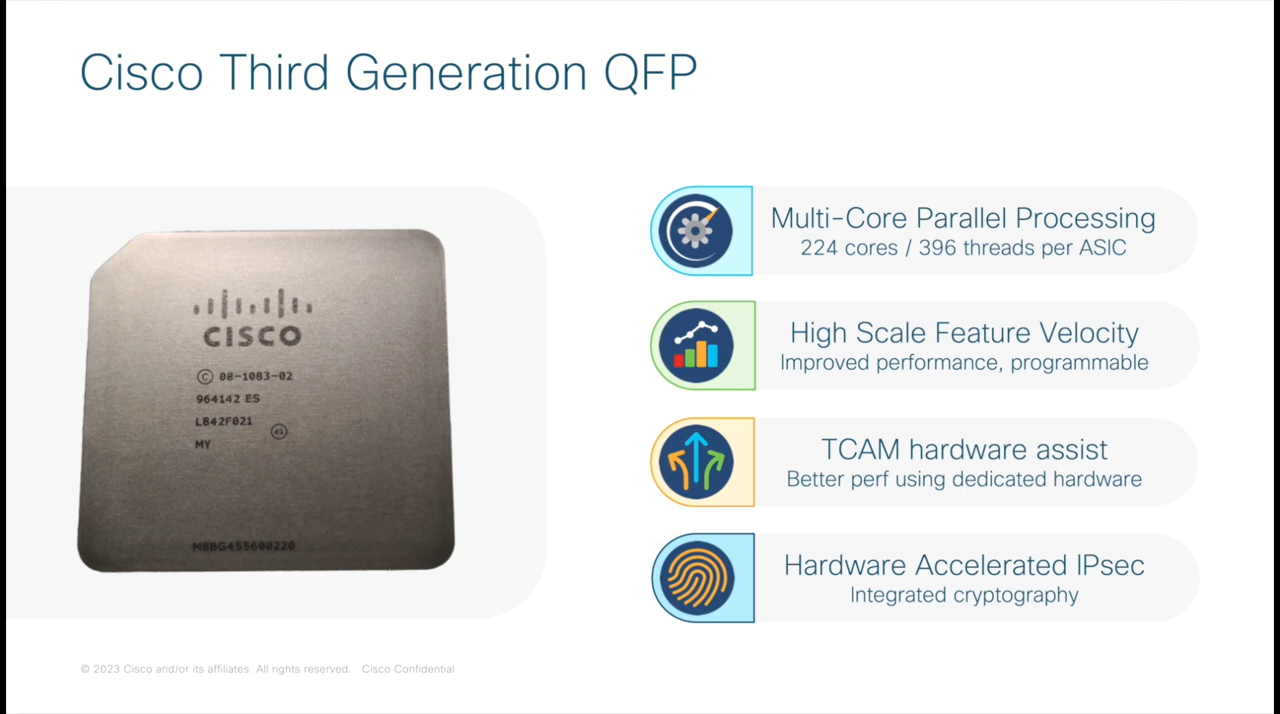 Cisco Third Generation QFP
CISCO
© 08-1083-02
964142 ES
L842F021
e1
MY
M8BG455600220
Multi-Core Parallel Processing
224 cores / 396 threads per ASIC
High Scale Feature Velocity
Improved performance, programmable
TCAM hardware assist
Better perf using dedicated hardware
Hardware Accelerated IPsec
Integrated cryptography
© 2023 Cisco and/or its affiliates. All rights reserved. Cisco Confidential